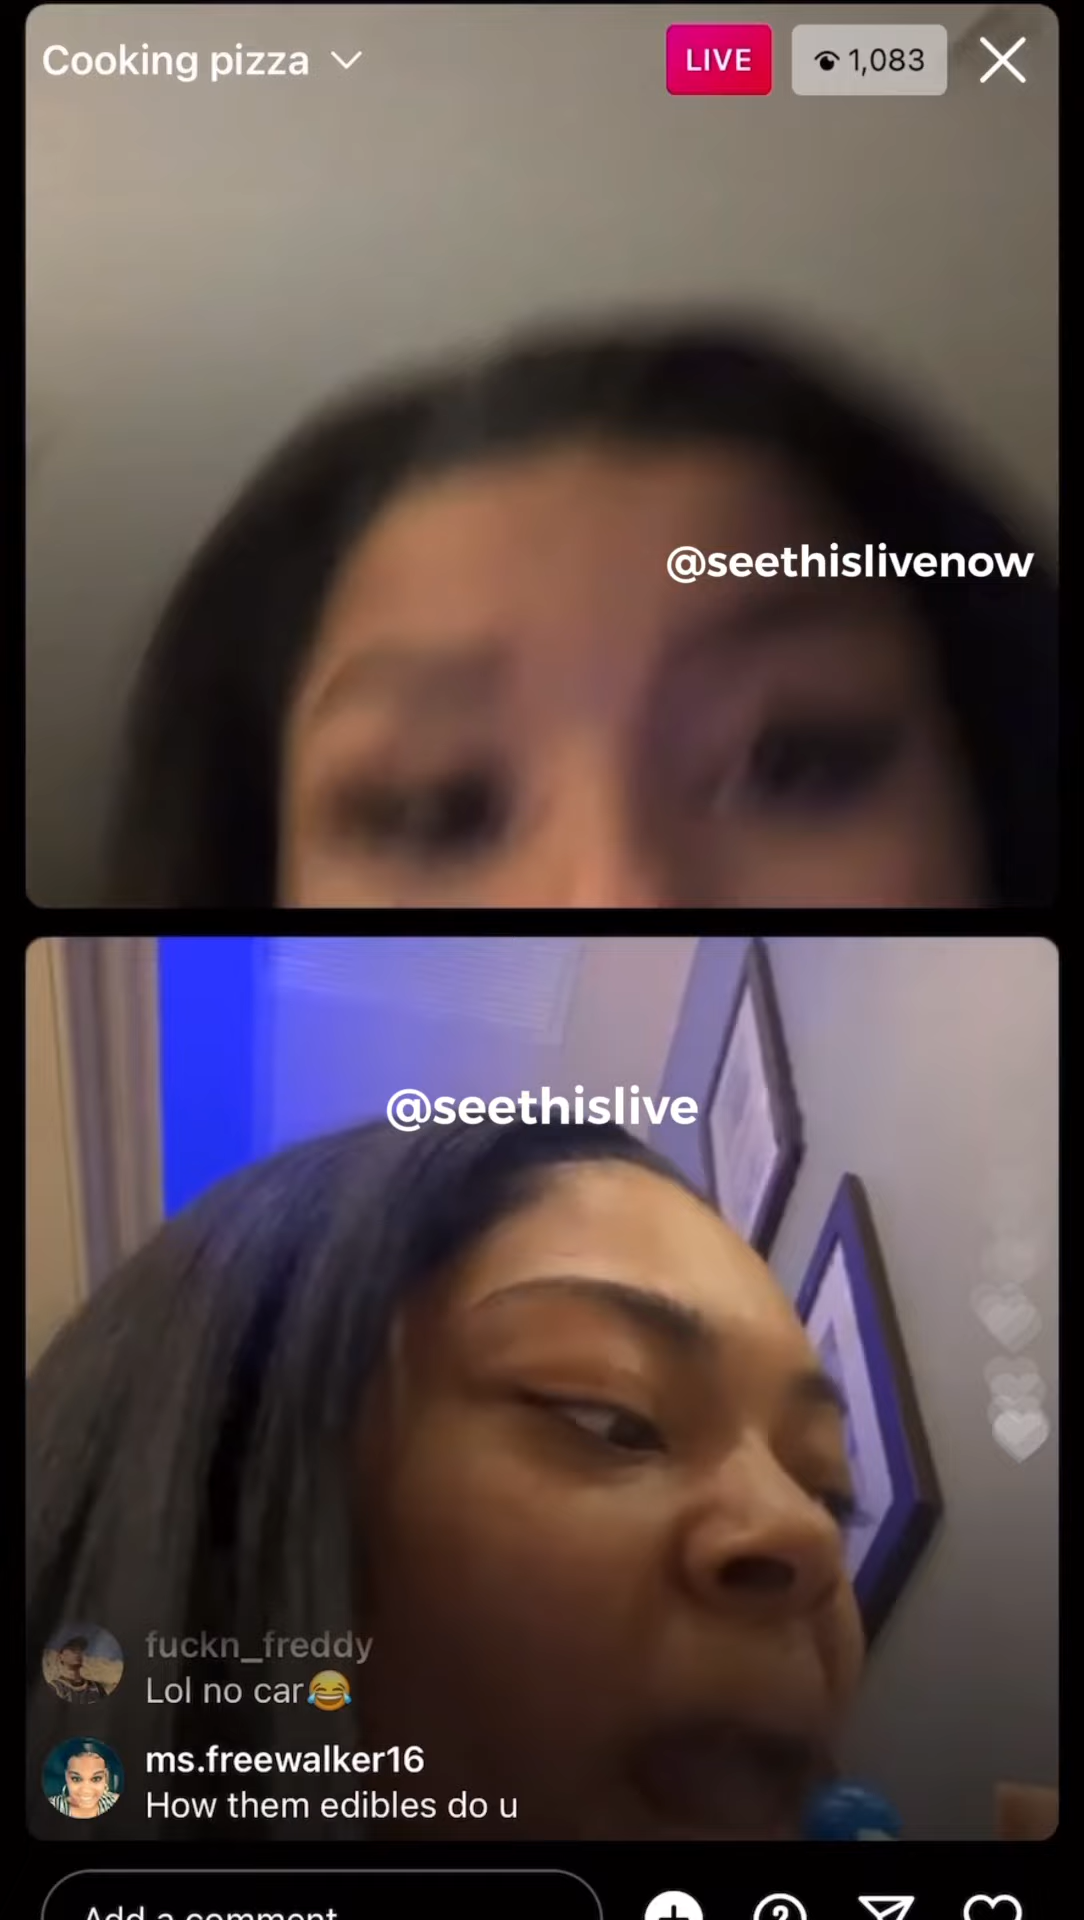 Cooking pizza
LIVE
1,083
@seethislivenow
@seethislive
fuckn_freddy
Lol no car😂
ms.freewalker16
How them edibles do u
Add a comment